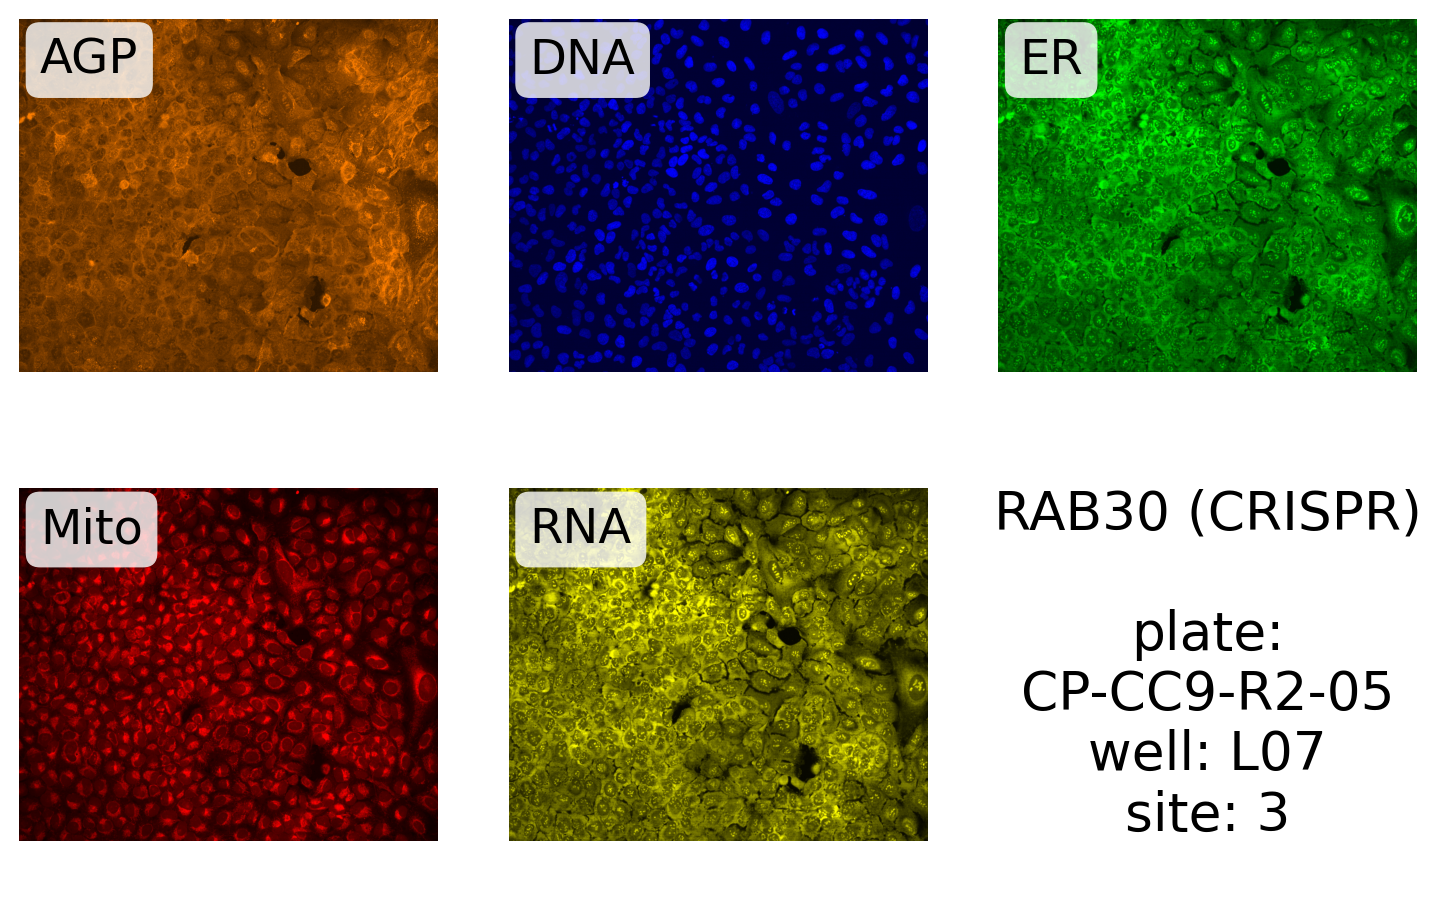 AGP
DNA
ER
Mito
RNA
RAB30 (CRISPR)
plate:
CP-CC9-R2-05
well: L07
site: 3